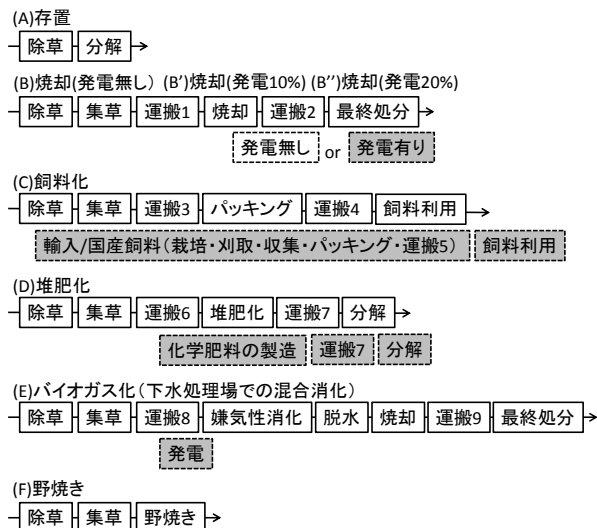 (A)存置
除草 分解
(B)焼却(発電無し) (B')焼却(発電10%) (B'')焼却(発電20%)
除草 集草 運搬1 焼却 運搬2 最終処分
発電無し or 発電有り
(C)飼料化
除草 集草 運搬3 パッキング 運搬4 飼料利用
輸入/国産飼料(栽培・刈取・収集・パッキング・運搬5) 飼料利用
(D)堆肥化
除草 集草 運搬6 堆肥化 運搬7 分解
化学肥料の製造 運搬7 分解
(E)バイオガス化(下水処理場での混合消化)
除草 集草 運搬8 嫌気性消化 脱水 焼却 運搬9 最終処分
発電
(F)野焼き
除草 集草 野焼き